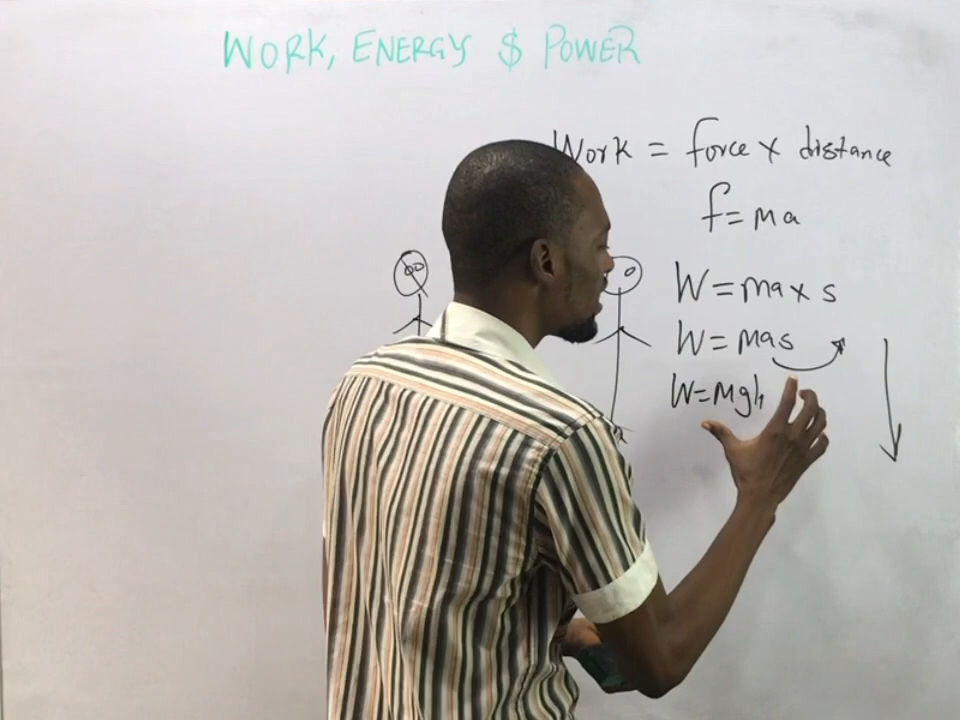 WORK, ENERGY $ POWER
Work = force x distance
f = ma
W = ma x s
W = mas
W = mgh